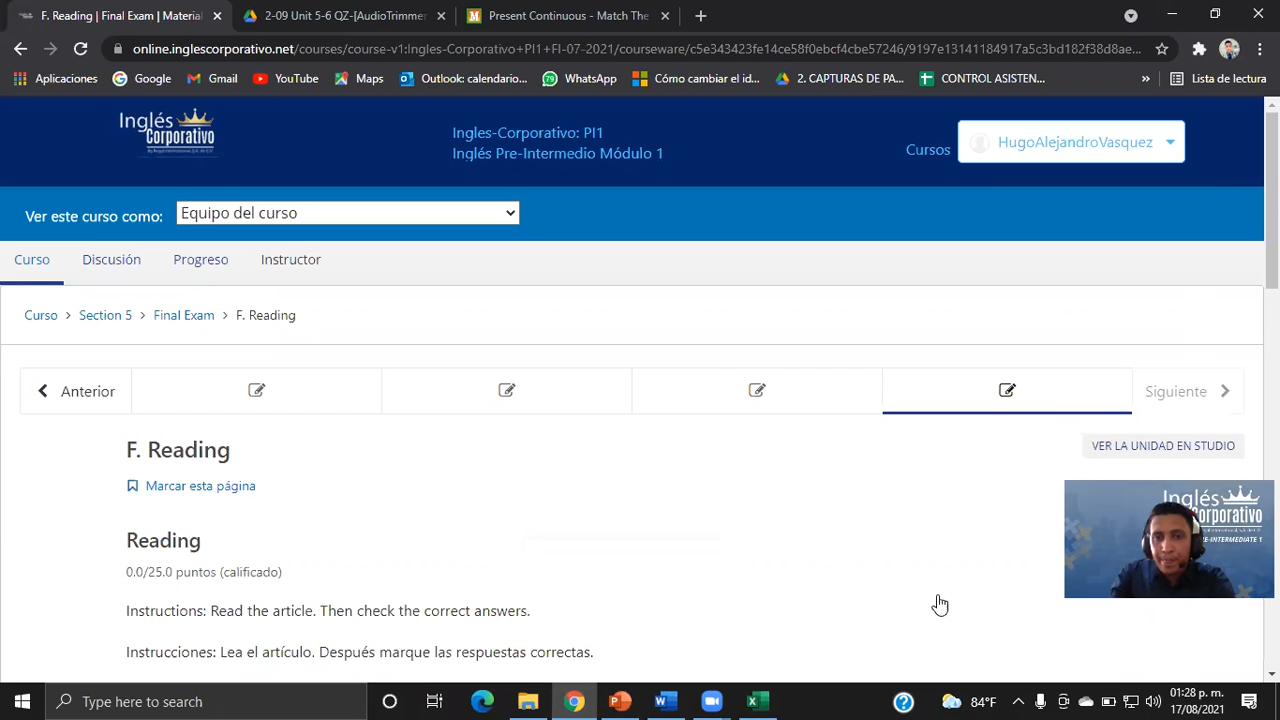 F. Reading | Final Exam | Material
2-09 Unit 5-6 QZ-[AudioTrimmer
Present Continuous - Match The
online.inglescorporativo.net/courses/course-v1:Ingles-Corporativo+PI1+FI-07-2021/courseware/c5e343423fe14ce58f0ebcf4cbe57246/9197e13141184917a5c3bd182f38d8ae...
Aplicaciones
Google
Gmail
YouTube
Maps
Outlook: calendario...
WhatsApp
Cómo cambiar el id...
2. CAPTURAS DE PA...
CONTROL ASISTEN...
»
Lista de lectura
Inglés
Corporativo
Ingles-Corporativo: PI1
Inglés Pre-Intermedio Módulo 1
Cursos
HugoAlejandroVasquez
Ver este curso como:
Equipo del curso
Curso
Discusión
Progreso
Instructor
Curso > Section 5 > Final Exam > F. Reading
Anterior
Siguiente
F. Reading
VER LA UNIDAD EN STUDIO
Marcar esta página
Reading
0.0/25.0 puntos (calificado)
Instructions: Read the article. Then check the correct answers.
Instrucciones: Lea el artículo. Después marque las respuestas correctas.
Inglés
Corporativo
RE-INTERMEDIATE 1
Type here to search
84°F
01:28 p. m.
17/08/2021